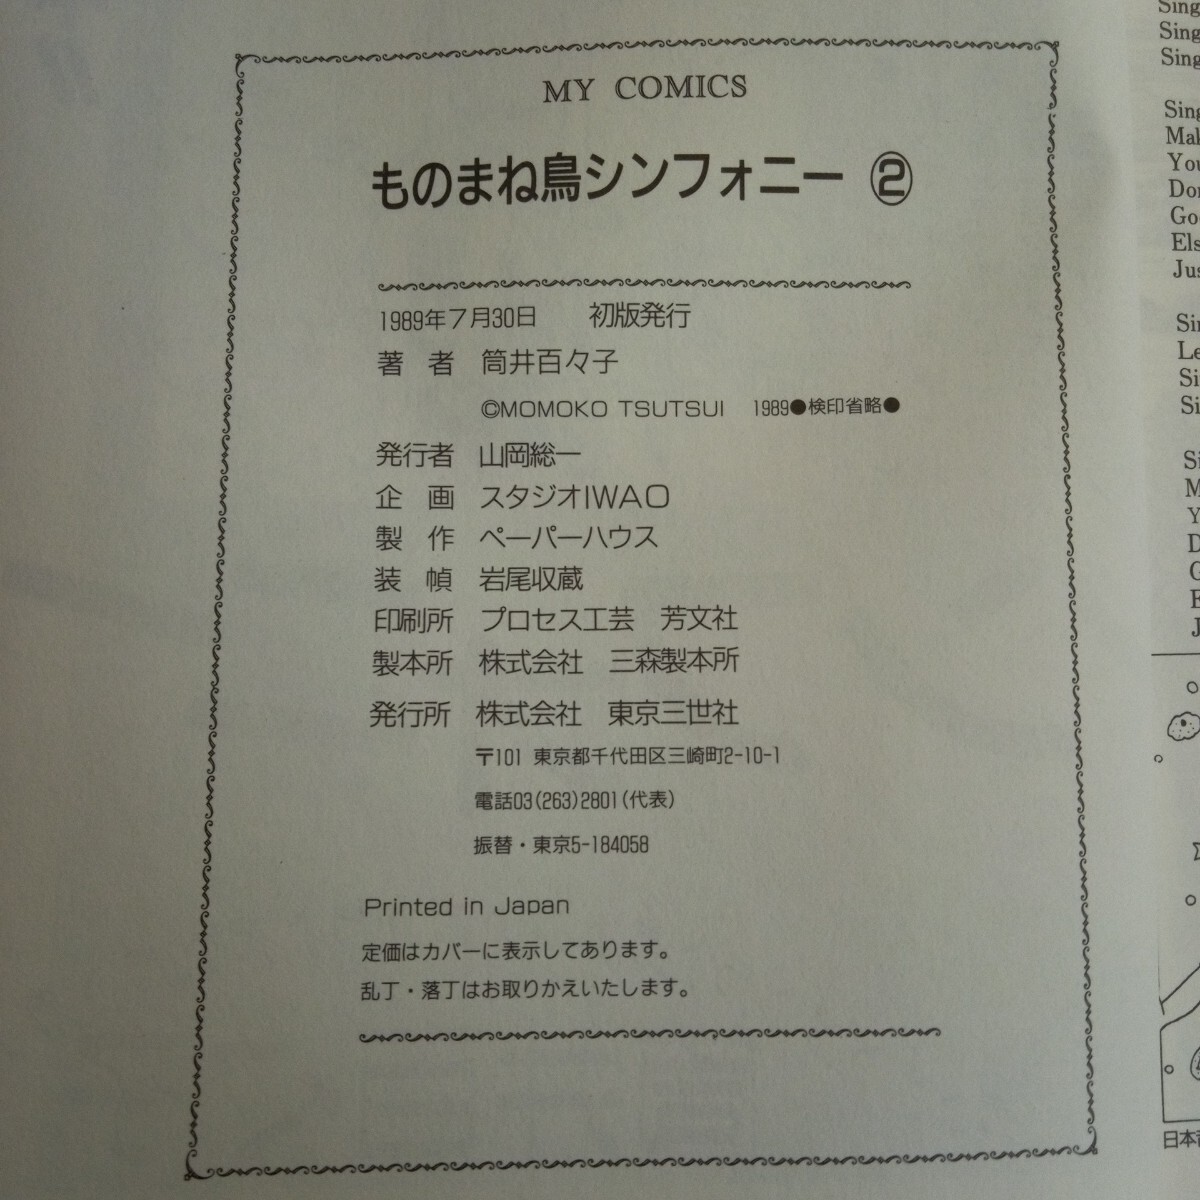 MY COMICS
ものまね鳥シンフォニー ②
1989年7月30日 初版発行
著者 筒井百々子
©MOMOKO TSUTSUI 1989●検印省略●
発行者 山岡総一
企画 スタジオIWAO
製作 ペーパーハウス
装幀 岩尾収蔵
印刷所 プロセス工芸 芳文社
製本所 株式会社 三森製本所
発行所 株式会社 東京三世社
〒101 東京都千代田区三崎町2-10-1
電話03(263)2801(代表)
振替・東京5-184058
Printed in Japan
定価はカバーに表示してあります。
乱丁・落丁はお取りかえいたします。
Sing
Sing
Sing
Sing
You
Jus
日本